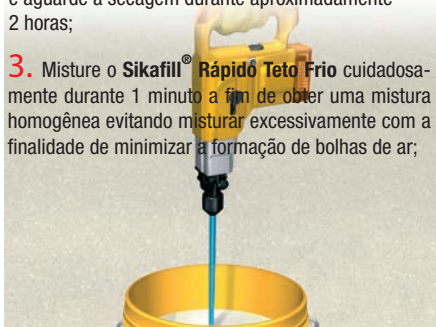 e aguarde a secagem durante aproximadamente
2 horas;
3. Misture o Sikafill® Rápido Teto Frio cuidadosa-
mente durante 1 minuto a fim de obter uma mistura
homogênea evitando misturar excessivamente com a
finalidade de minimizar a formação de bolhas de ar;